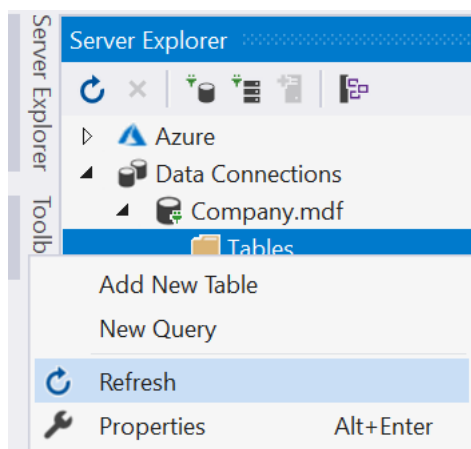 Server Explorer
Toolb
Server Explorer
Azure
Data Connections
Company.mdf
Tables
Add New Table
New Query
Refresh
Properties Alt+Enter